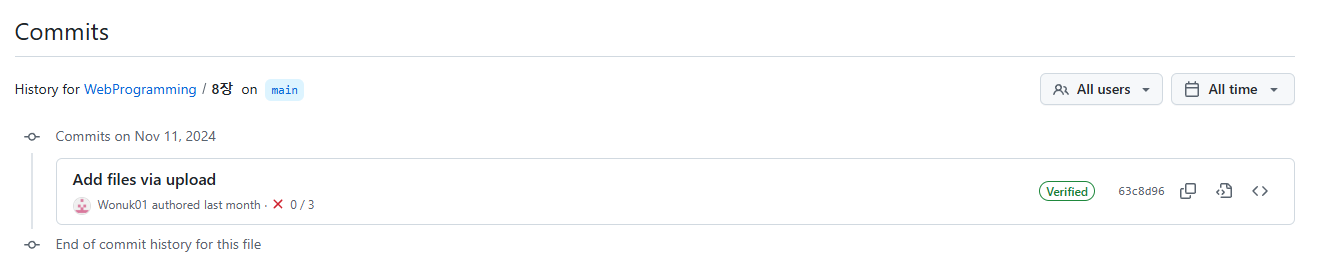 Commits
History for WebProgramming / 8장 on main
All users
All time
Commits on Nov 11, 2024
Add files via upload
Wonuk01 authored last month · 0 / 3
Verified
63c8d96
End of commit history for this file